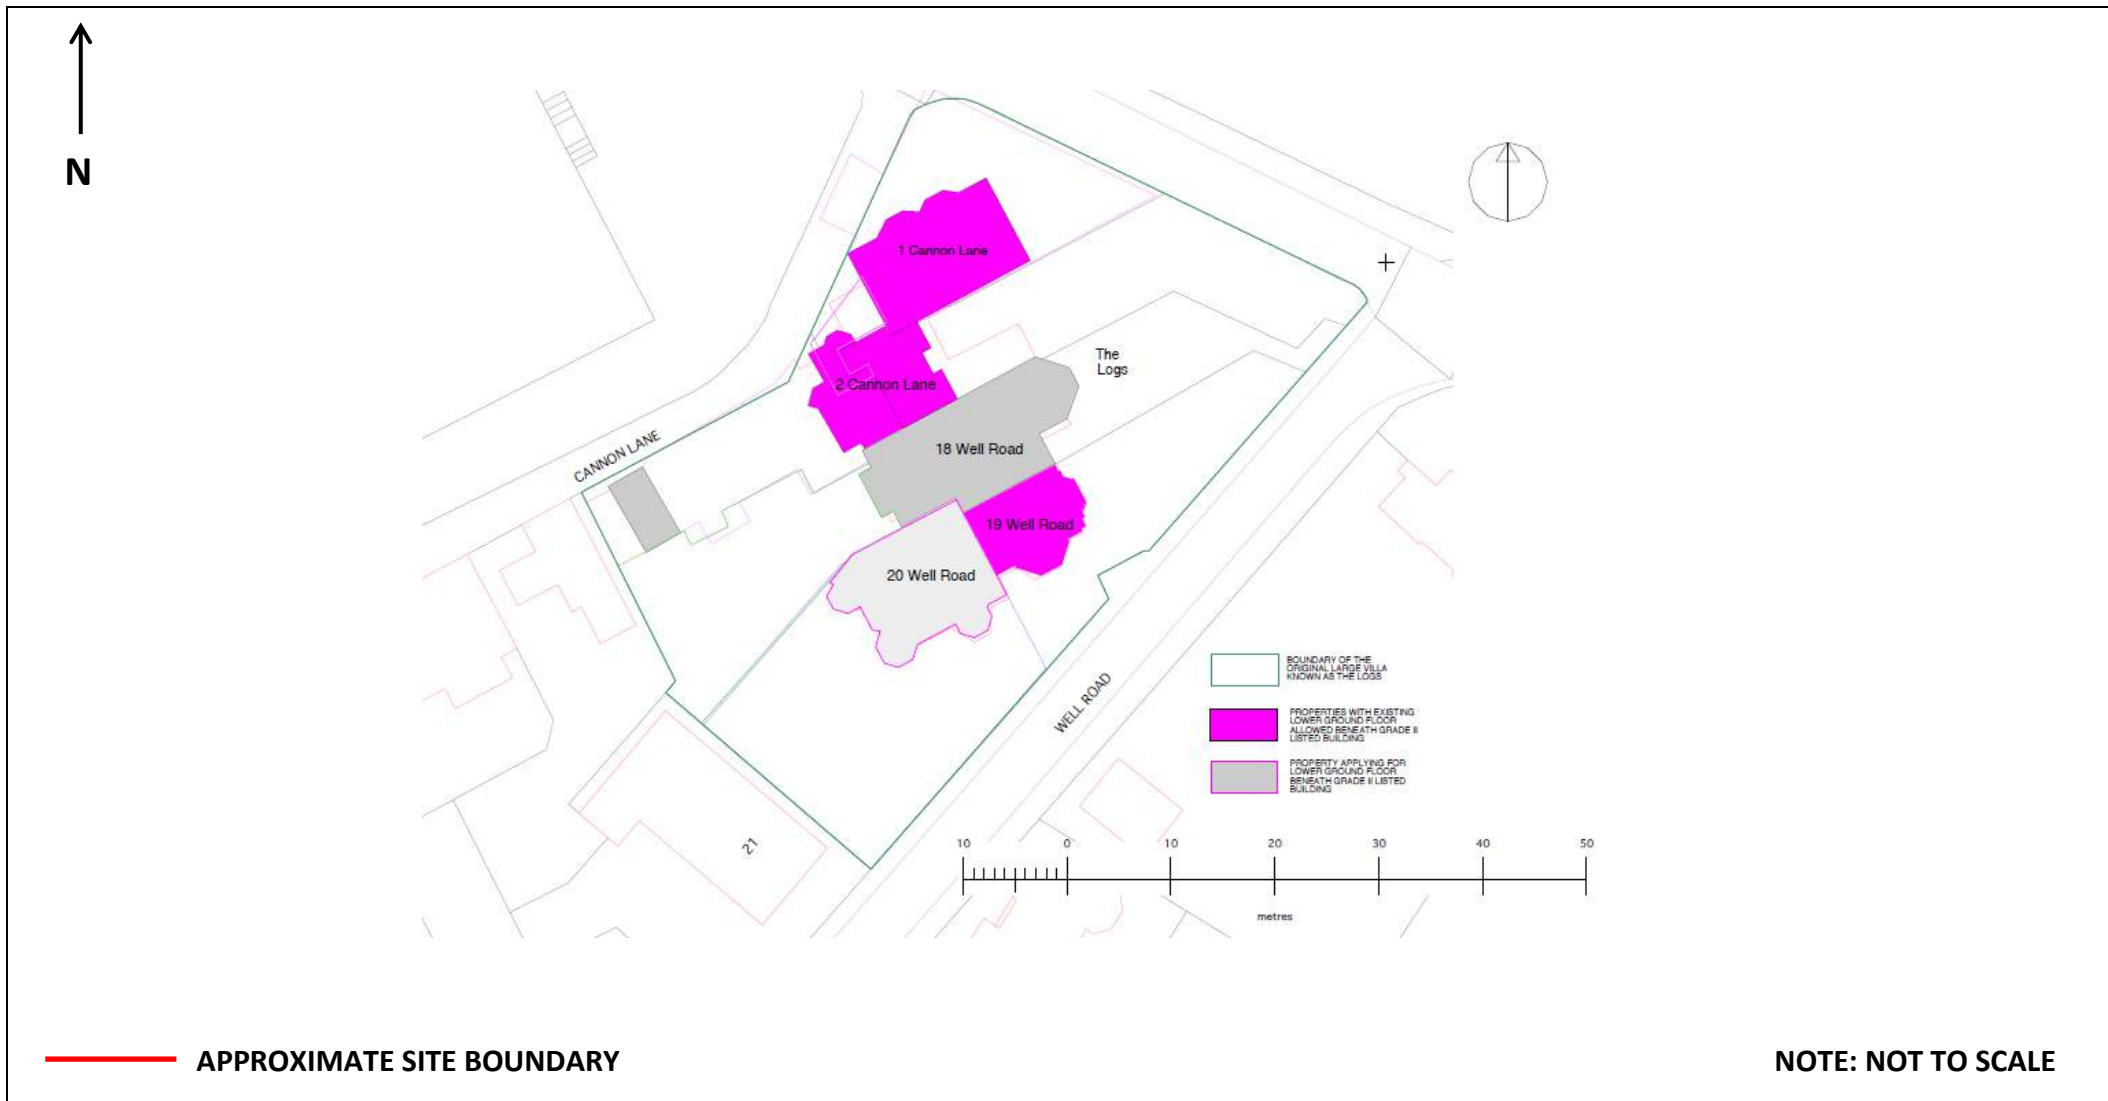 N
1 Cannon Lane
2 Cannon Lane
The
Logs
18 Well Road
CANNON LANE
19 Well Road
20 Well Road
WELL ROAD
21
BOUNDARY OF THE
ORIGINAL LARGE VILLA
KNOWN AS THE LOGS
PROPERTIES WITH EXISTING
LOWER GROUND FLOOR
ALLOWED BENEATH GRADE II
LISTED BUILDING
PROPERTY APPLYING FOR
LOWER GROUND FLOOR
BENEATH GRADE II LISTED
BUILDING
10 0 10 20 30 40 50
metres
APPROXIMATE SITE BOUNDARY
NOTE: NOT TO SCALE